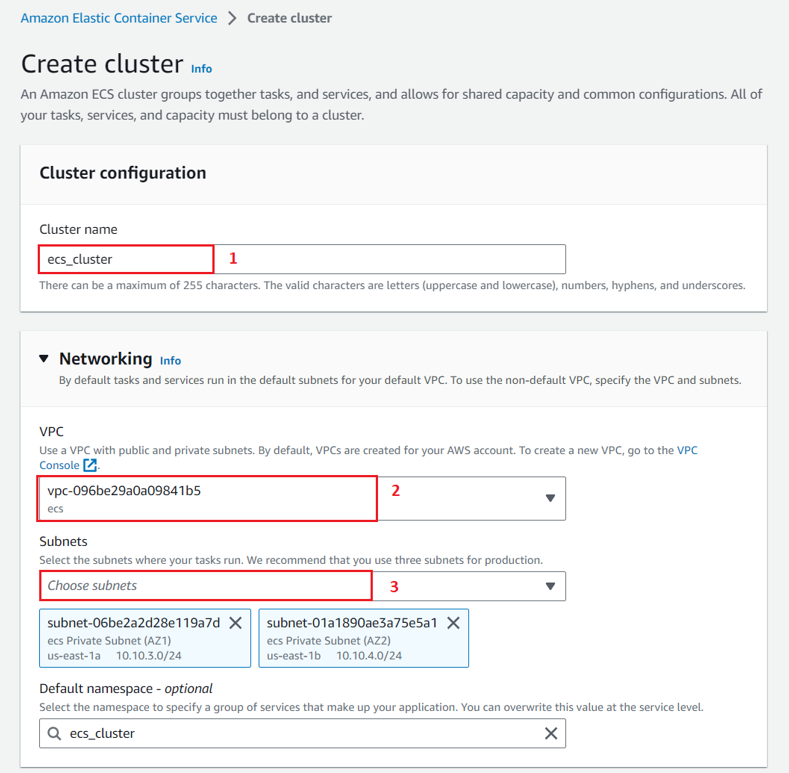 Amazon Elastic Container Service > Create cluster
Create cluster Info
An Amazon ECS cluster groups together tasks, and services, and allows for shared capacity and common configurations. All of
your tasks, services, and capacity must belong to a cluster.
Cluster configuration
Cluster name
ecs_cluster 1
There can be a maximum of 255 characters. The valid characters are letters (uppercase and lowercase), numbers, hyphens, and underscores.
Networking Info
By default tasks and services run in the default subnets for your default VPC. To use the non-default VPC, specify the VPC and subnets.
VPC
Use a VPC with public and private subnets. By default, VPCs are created for your AWS account. To create a new VPC, go to the VPC
Console .
vpc-096be29a0a09841b5 2
ecs
Subnets
Select the subnets where your tasks run. We recommend that you use three subnets for production.
Choose subnets 3
subnet-06be2a2d28e119a7d subnet-01a1890ae3a75e5a1
ecs Private Subnet (AZ1) ecs Private Subnet (AZ2)
us-east-1a 10.10.3.0/24 us-east-1b 10.10.4.0/24
Default namespace - optional
Select the namespace to specify a group of services that make up your application. You can overwrite this value at the service level.
ecs_cluster